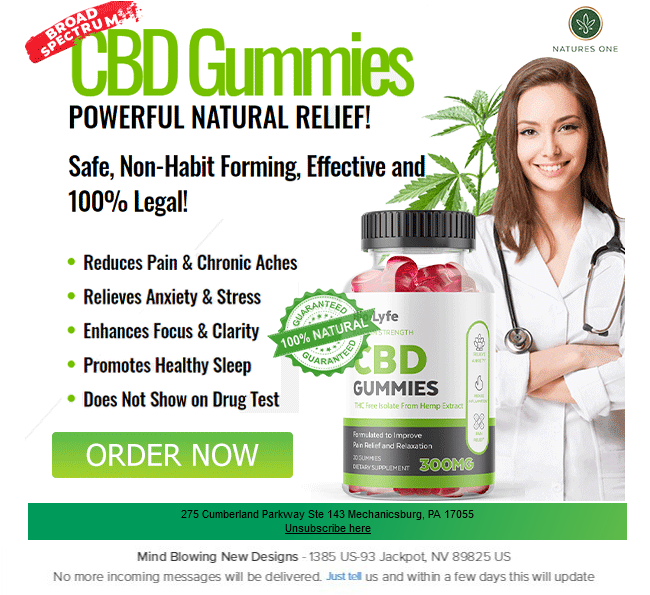 BROAD
SPECTRUM
NATURES ONE
CBD Gummies
POWERFUL NATURAL RELIEF!
Safe, Non-Habit Forming, Effective and
100% Legal!
Reduces Pain & Chronic Aches
Relieves Anxiety & Stress
Enhances Focus & Clarity
Promotes Healthy Sleep
Does Not Show on Drug Test
ORDER NOW
GUARANTEED
100% NATURAL
GUARANTEED
Lyfe
STRENGTH
CBD
GUMMIES
THC Free Isolate From Hemp Extract
Formulated to Improve
Pain Relief and Relaxation
30 GUMMIES
DIETARY SUPPLEMENT
300MG
RELIEF
275 Cumberland Parkway Ste 143 Mechanicsburg, PA 17055
Unsubscribe here
Mind Blowing New Designs - 1385 US-93 Jackpot, NV 89825 US
No more incoming messages will be delivered. Just tell us and within a few days this will update